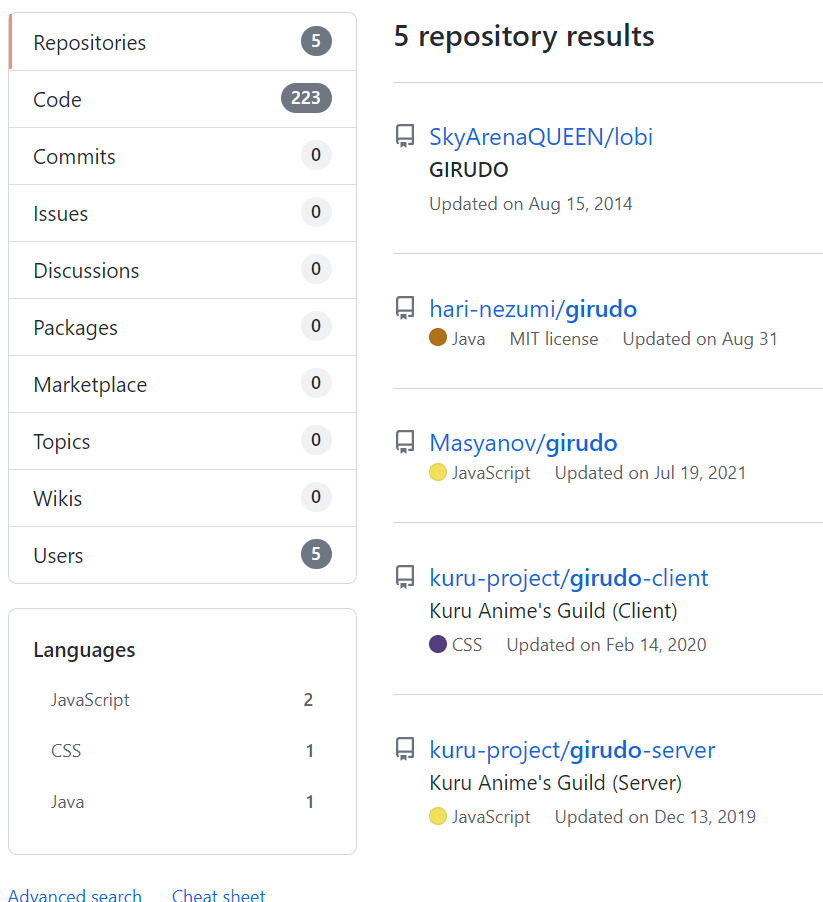 Repositories 5
Code 223
Commits 0
Issues 0
Discussions 0
Packages 0
Marketplace 0
Topics 0
Wikis 0
Users 5
Languages
JavaScript 2
CSS 1
Java 1
Advanced search Cheat sheet
5 repository results
SkyArenaQUEEN/lobi
GIRUDO
Updated on Aug 15, 2014
hari-nezumi/girudo
Java MIT license Updated on Aug 31
Masyanov/girudo
JavaScript Updated on Jul 19, 2021
kuru-project/girudo-client
Kuru Anime's Guild (Client)
CSS Updated on Feb 14, 2020
kuru-project/girudo-server
Kuru Anime's Guild (Server)
JavaScript Updated on Dec 13, 2019